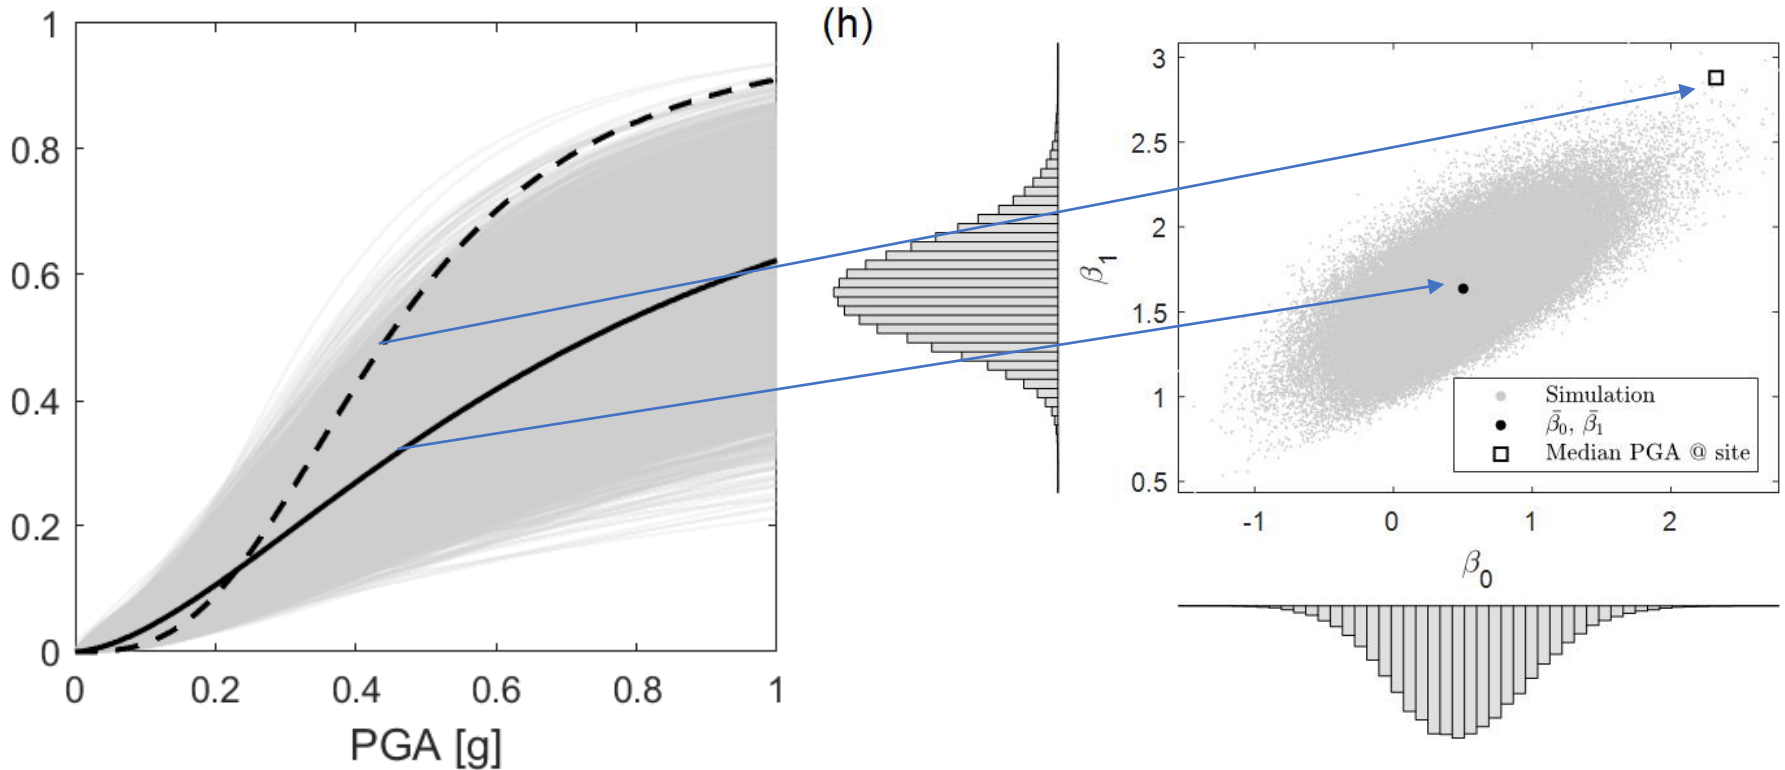 1
0.8
0.6
0.4
0.2
0
0 0.2 0.4 0.6 0.8 1
PGA [g]
(h)
β₁
3
2.5
2
1.5
1
0.5
Simulation
β̄₀, β̄₁
Median PGA @ site
-1 0 1 2
β₀